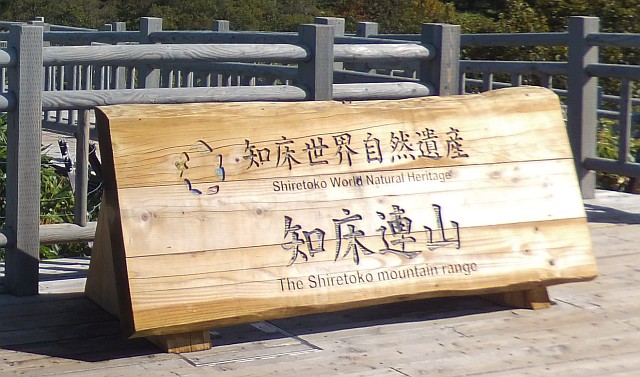 知床世界自然遺産
Shiretoko World Natural Heritage
知床連山
The Shiretoko mountain range